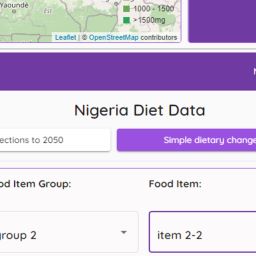 Yaoundé
1000 - 1500
>1500mg
Leaflet | © OpenStreetMap contributors
Nigeria Diet Data
ections to 2050
Simple dietary change
od Item Group:
Food Item:
group 2
item 2-2